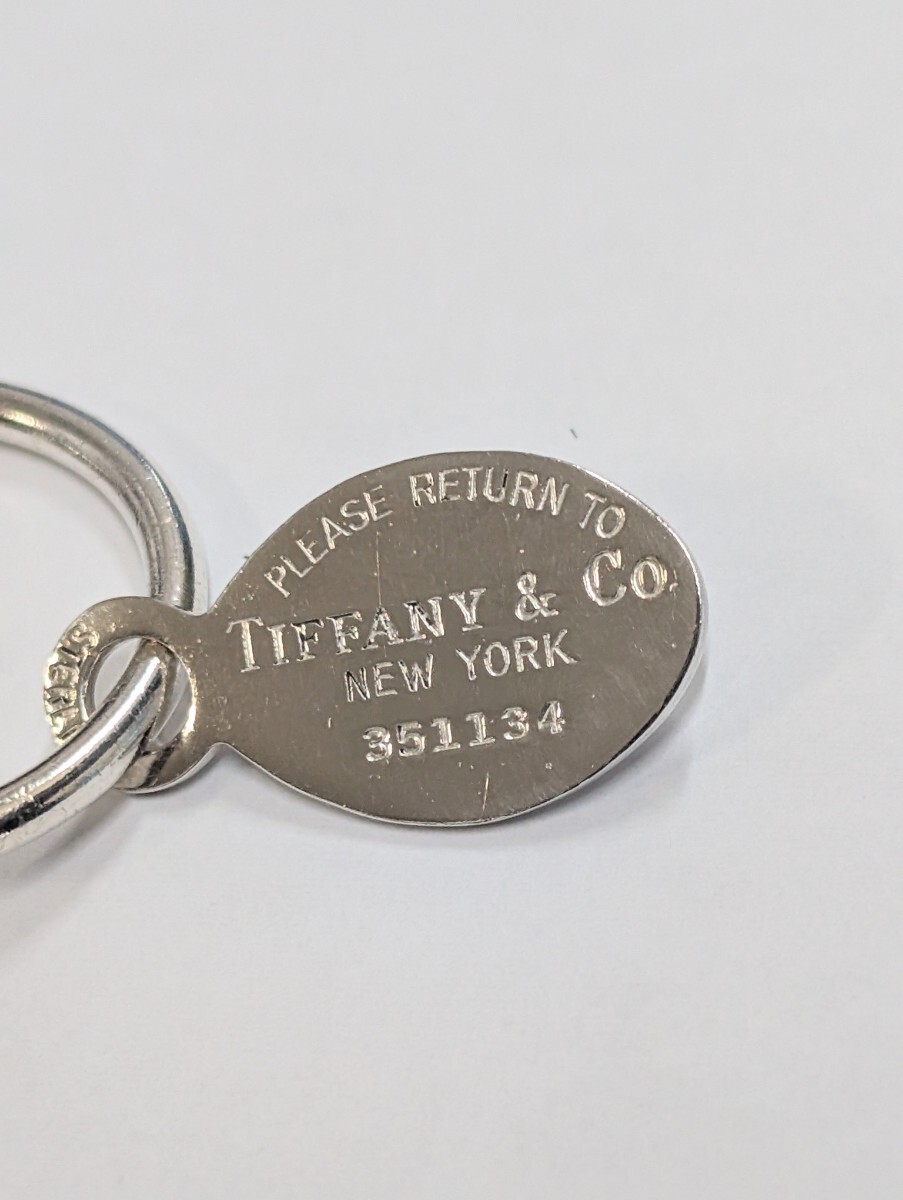 PLEASE RETURN TO
TIFFANY & Co.
NEW YORK
351134